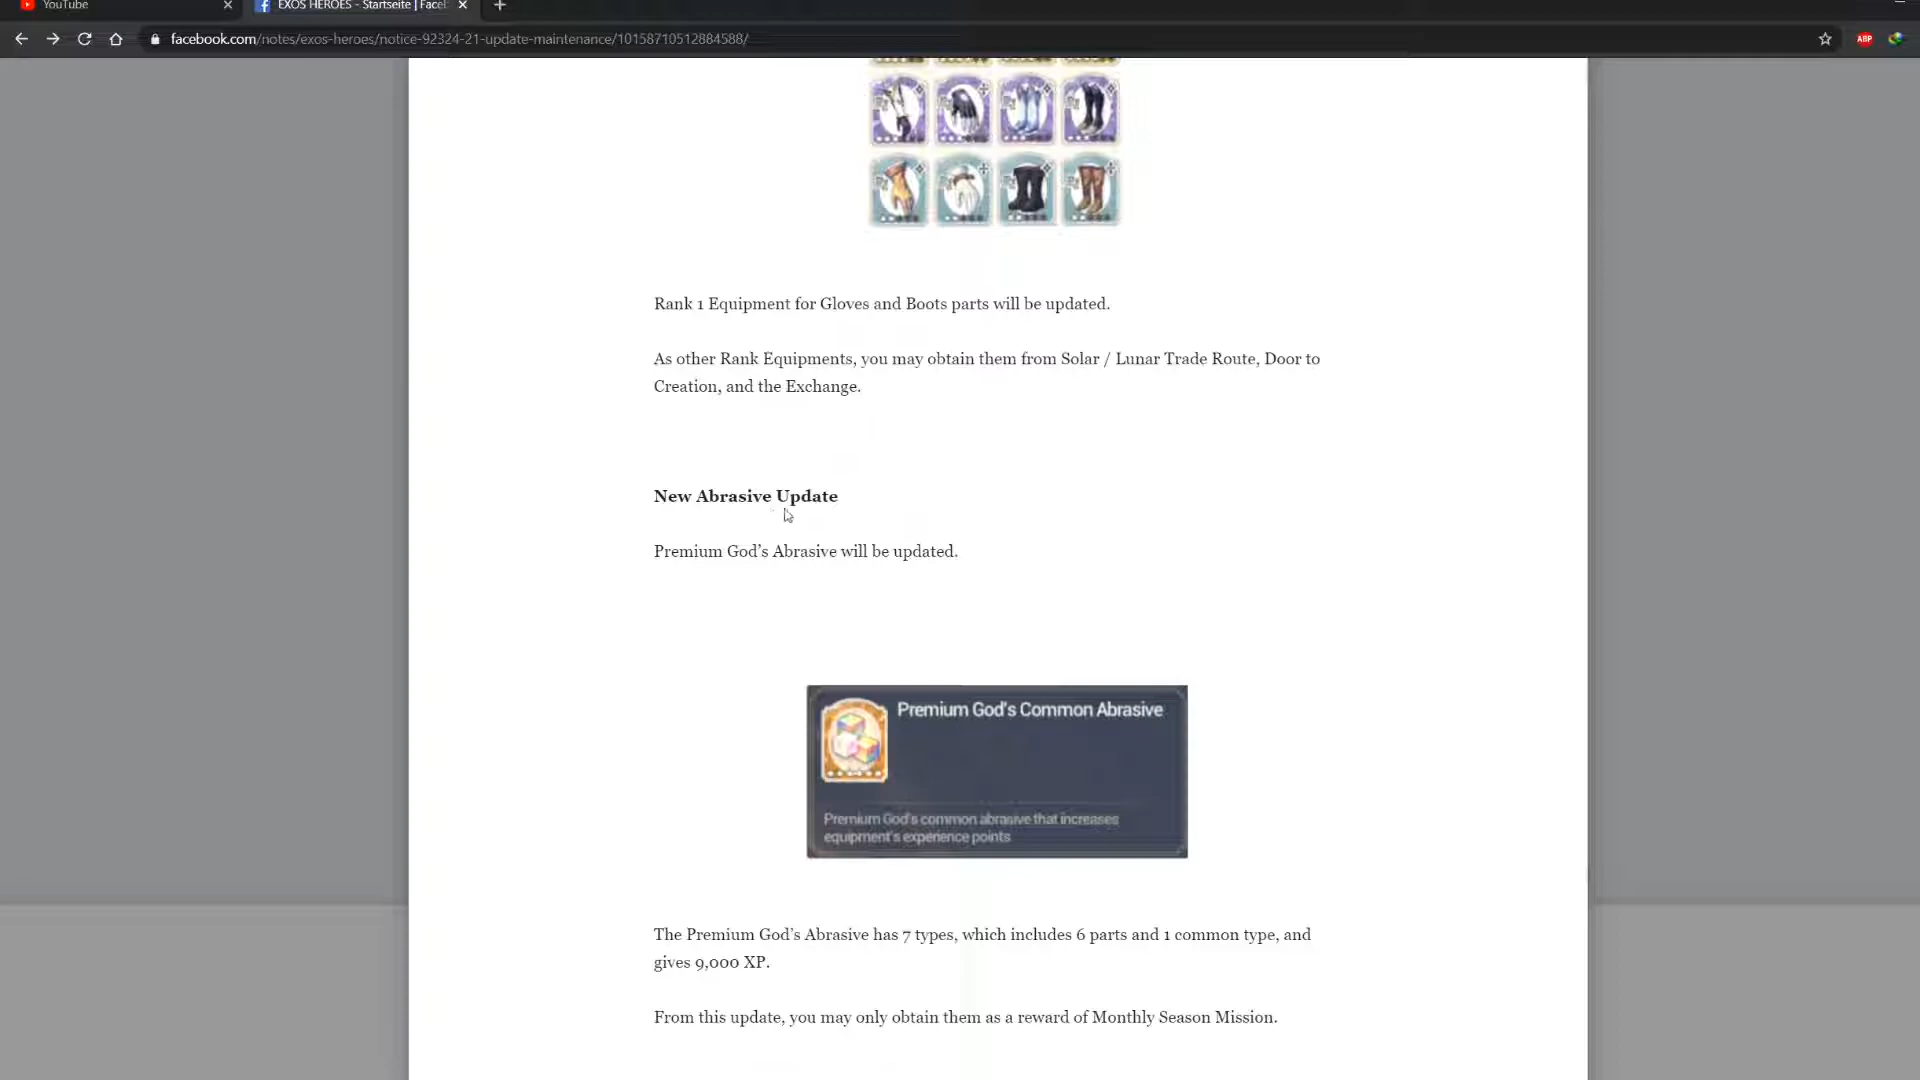 YouTube
EXOS HEROES - Startseite | Faceb
facebook.com/notes/exos-heroes/notice-92324-21-update-maintenance/10158710512884588/
ABP
Rank 1 Equipment for Gloves and Boots parts will be updated.
As other Rank Equipments, you may obtain them from Solar / Lunar Trade Route, Door to
Creation, and the Exchange.
New Abrasive Update
Premium God’s Abrasive will be updated.
Premium God's Common Abrasive
Premium God's common abrasive that increases
equipment's experience points
The Premium God’s Abrasive has 7 types, which includes 6 parts and 1 common type, and
gives 9,000 XP.
From this update, you may only obtain them as a reward of Monthly Season Mission.